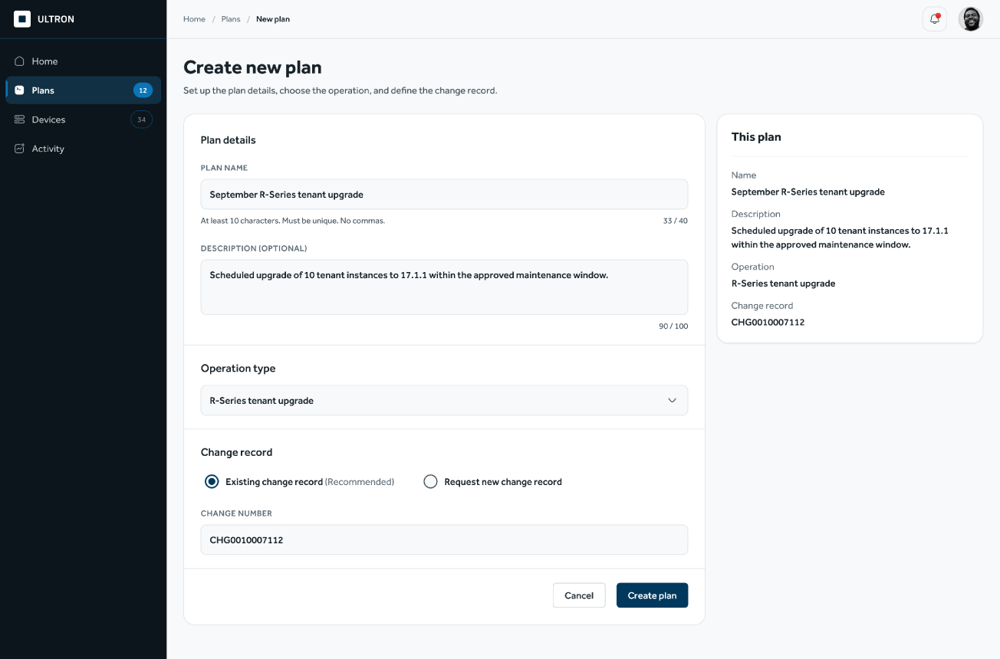 ULTRON
Home
Plans 12
Devices 34
Activity
Home / Plans / New plan
Create new plan
Set up the plan details, choose the operation, and define the change record.
Plan details
PLAN NAME
September R-Series tenant upgrade
At least 10 characters. Must be unique. No commas. 33 / 40
DESCRIPTION (OPTIONAL)
Scheduled upgrade of 10 tenant instances to 17.1.1 within the approved maintenance window.
90 / 100
Operation type
R-Series tenant upgrade
Change record
Existing change record (Recommended) Request new change record
CHANGE NUMBER
CHG0010007112
Cancel Create plan
This plan
Name
September R-Series tenant upgrade
Description
Scheduled upgrade of 10 tenant instances to 17.1.1
within the approved maintenance window.
Operation
R-Series tenant upgrade
Change record
CHG0010007112